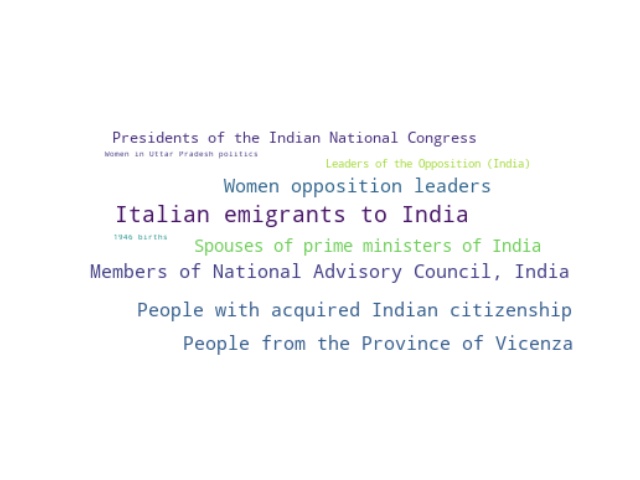 Presidents of the Indian National Congress
Women in Uttar Pradesh politics
Leaders of the Opposition (India)
Women opposition leaders
Italian emigrants to India
1946 births
Spouses of prime ministers of India
Members of National Advisory Council, India
People with acquired Indian citizenship
People from the Province of Vicenza